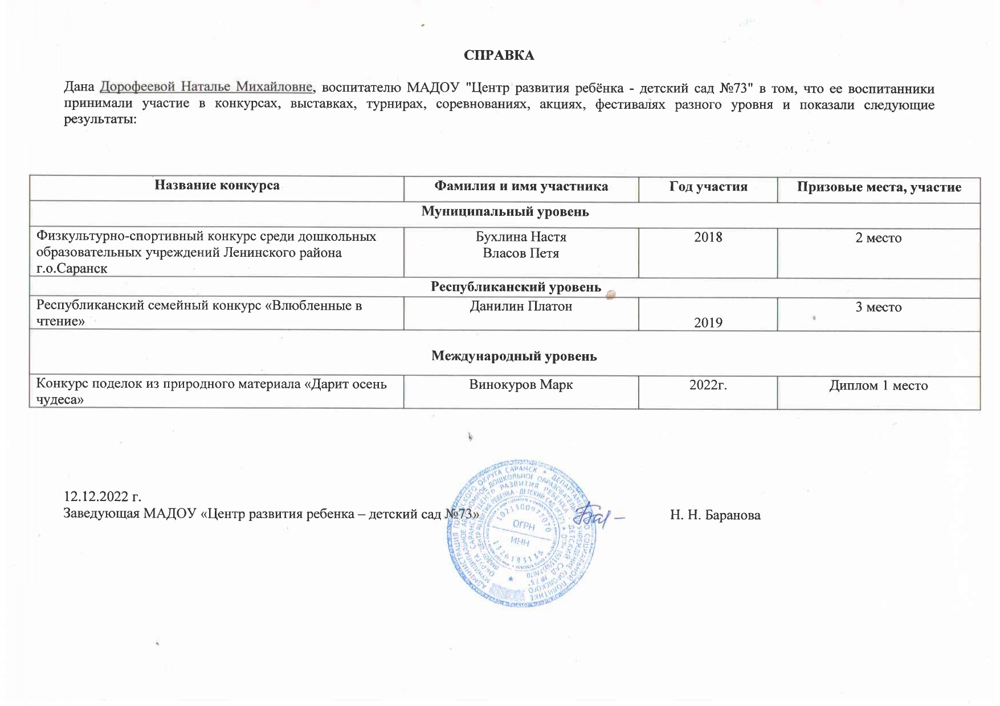 СПРАВКА
Дана Дорофеевой Наталье Михайловне, воспитателю МАДОУ "Центр развития ребёнка - детский сад №73" в том, что ее воспитанники
принимали участие в конкурсах, выставках, турнирах, соревнованиях, акциях, фестивалях разного уровня и показали следующие
результаты:
Название конкурса Фамилия и имя участника Год участия Призовые места, участие
Муниципальный уровень
Физкультурно-спортивный конкурс среди дошкольных Бухлина Настя 2018 2 место
образовательных учреждений Ленинского района Власов Петя
г.о.Саранск
Республиканский уровень
Республиканский семейный конкурс «Влюбленные в Данилин Платон 3 место
чтение» 2019
Международный уровень
Конкурс поделок из природного материала «Дарит осень Винокуров Марк 2022г. Диплом 1 место
чудеса»
12.12.2022 г.
Заведующая МАДОУ «Центр развития ребенка – детский сад №73» Н. Н. Баранова
ОГРН
ИНН
1326183136